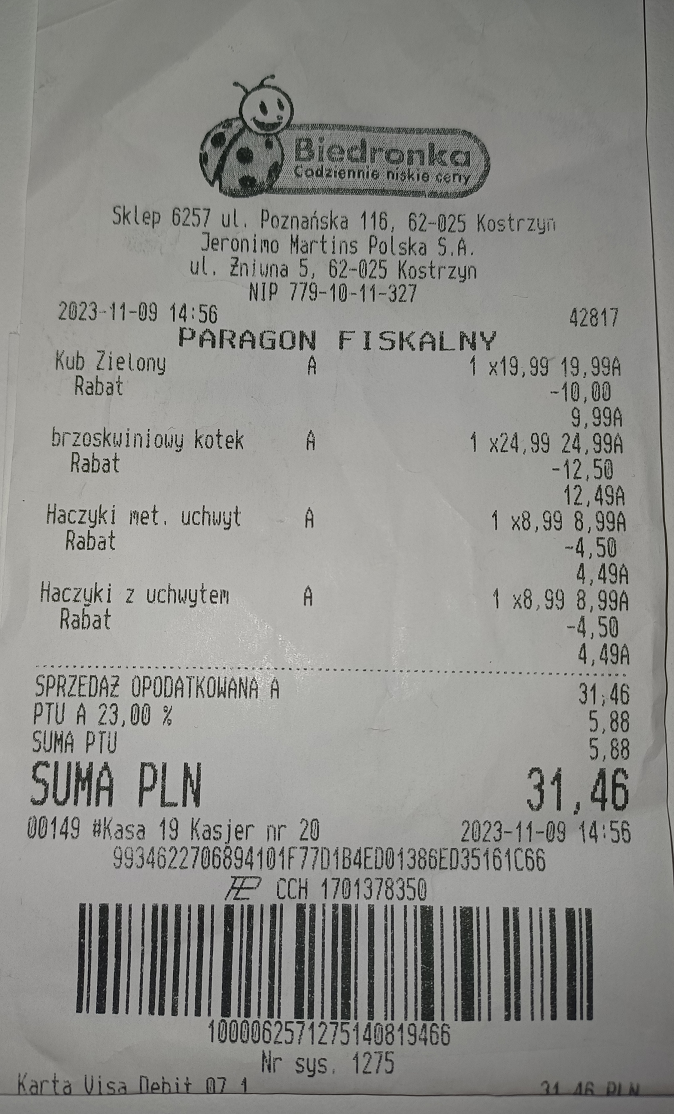 Biedronka
Codziennie niskie ceny
Sklep 6257 ul. Poznańska 116, 62-025 Kostrzyn
Jeronimo Martins Polska S.A.
ul. Żniwna 5, 62-025 Kostrzyn
NIP 779-10-11-327
2023-11-09 14:56 42817
PARAGON FISKALNY
Kub Zielony A 1 x19,99 19,99A
Rabat -10,00
9,99A
brzoskwiniowy kotek A 1 x24,99 24,99A
Rabat -12,50
12,49A
Haczyki met. uchwyt A 1 x8,99 8,99A
Rabat -4,50
4,49A
Haczyki z uchwytem A 1 x8,99 8,99A
Rabat -4,50
4,49A
SPRZEDAŻ OPODATKOWANA A 31,46
PTU A 23,00 % 5,88
SUMA PTU 5,88
SUMA PLN 31,46
00149 #Kasa 19 Kasjer nr 20 2023-11-09 14:56
9934622706894101F77D1B4ED01386ED35161C66
CCH 1701378350
1000062571275140819466
Nr sys. 1275
Karta Visa Debit 07 1 31,46 PLN